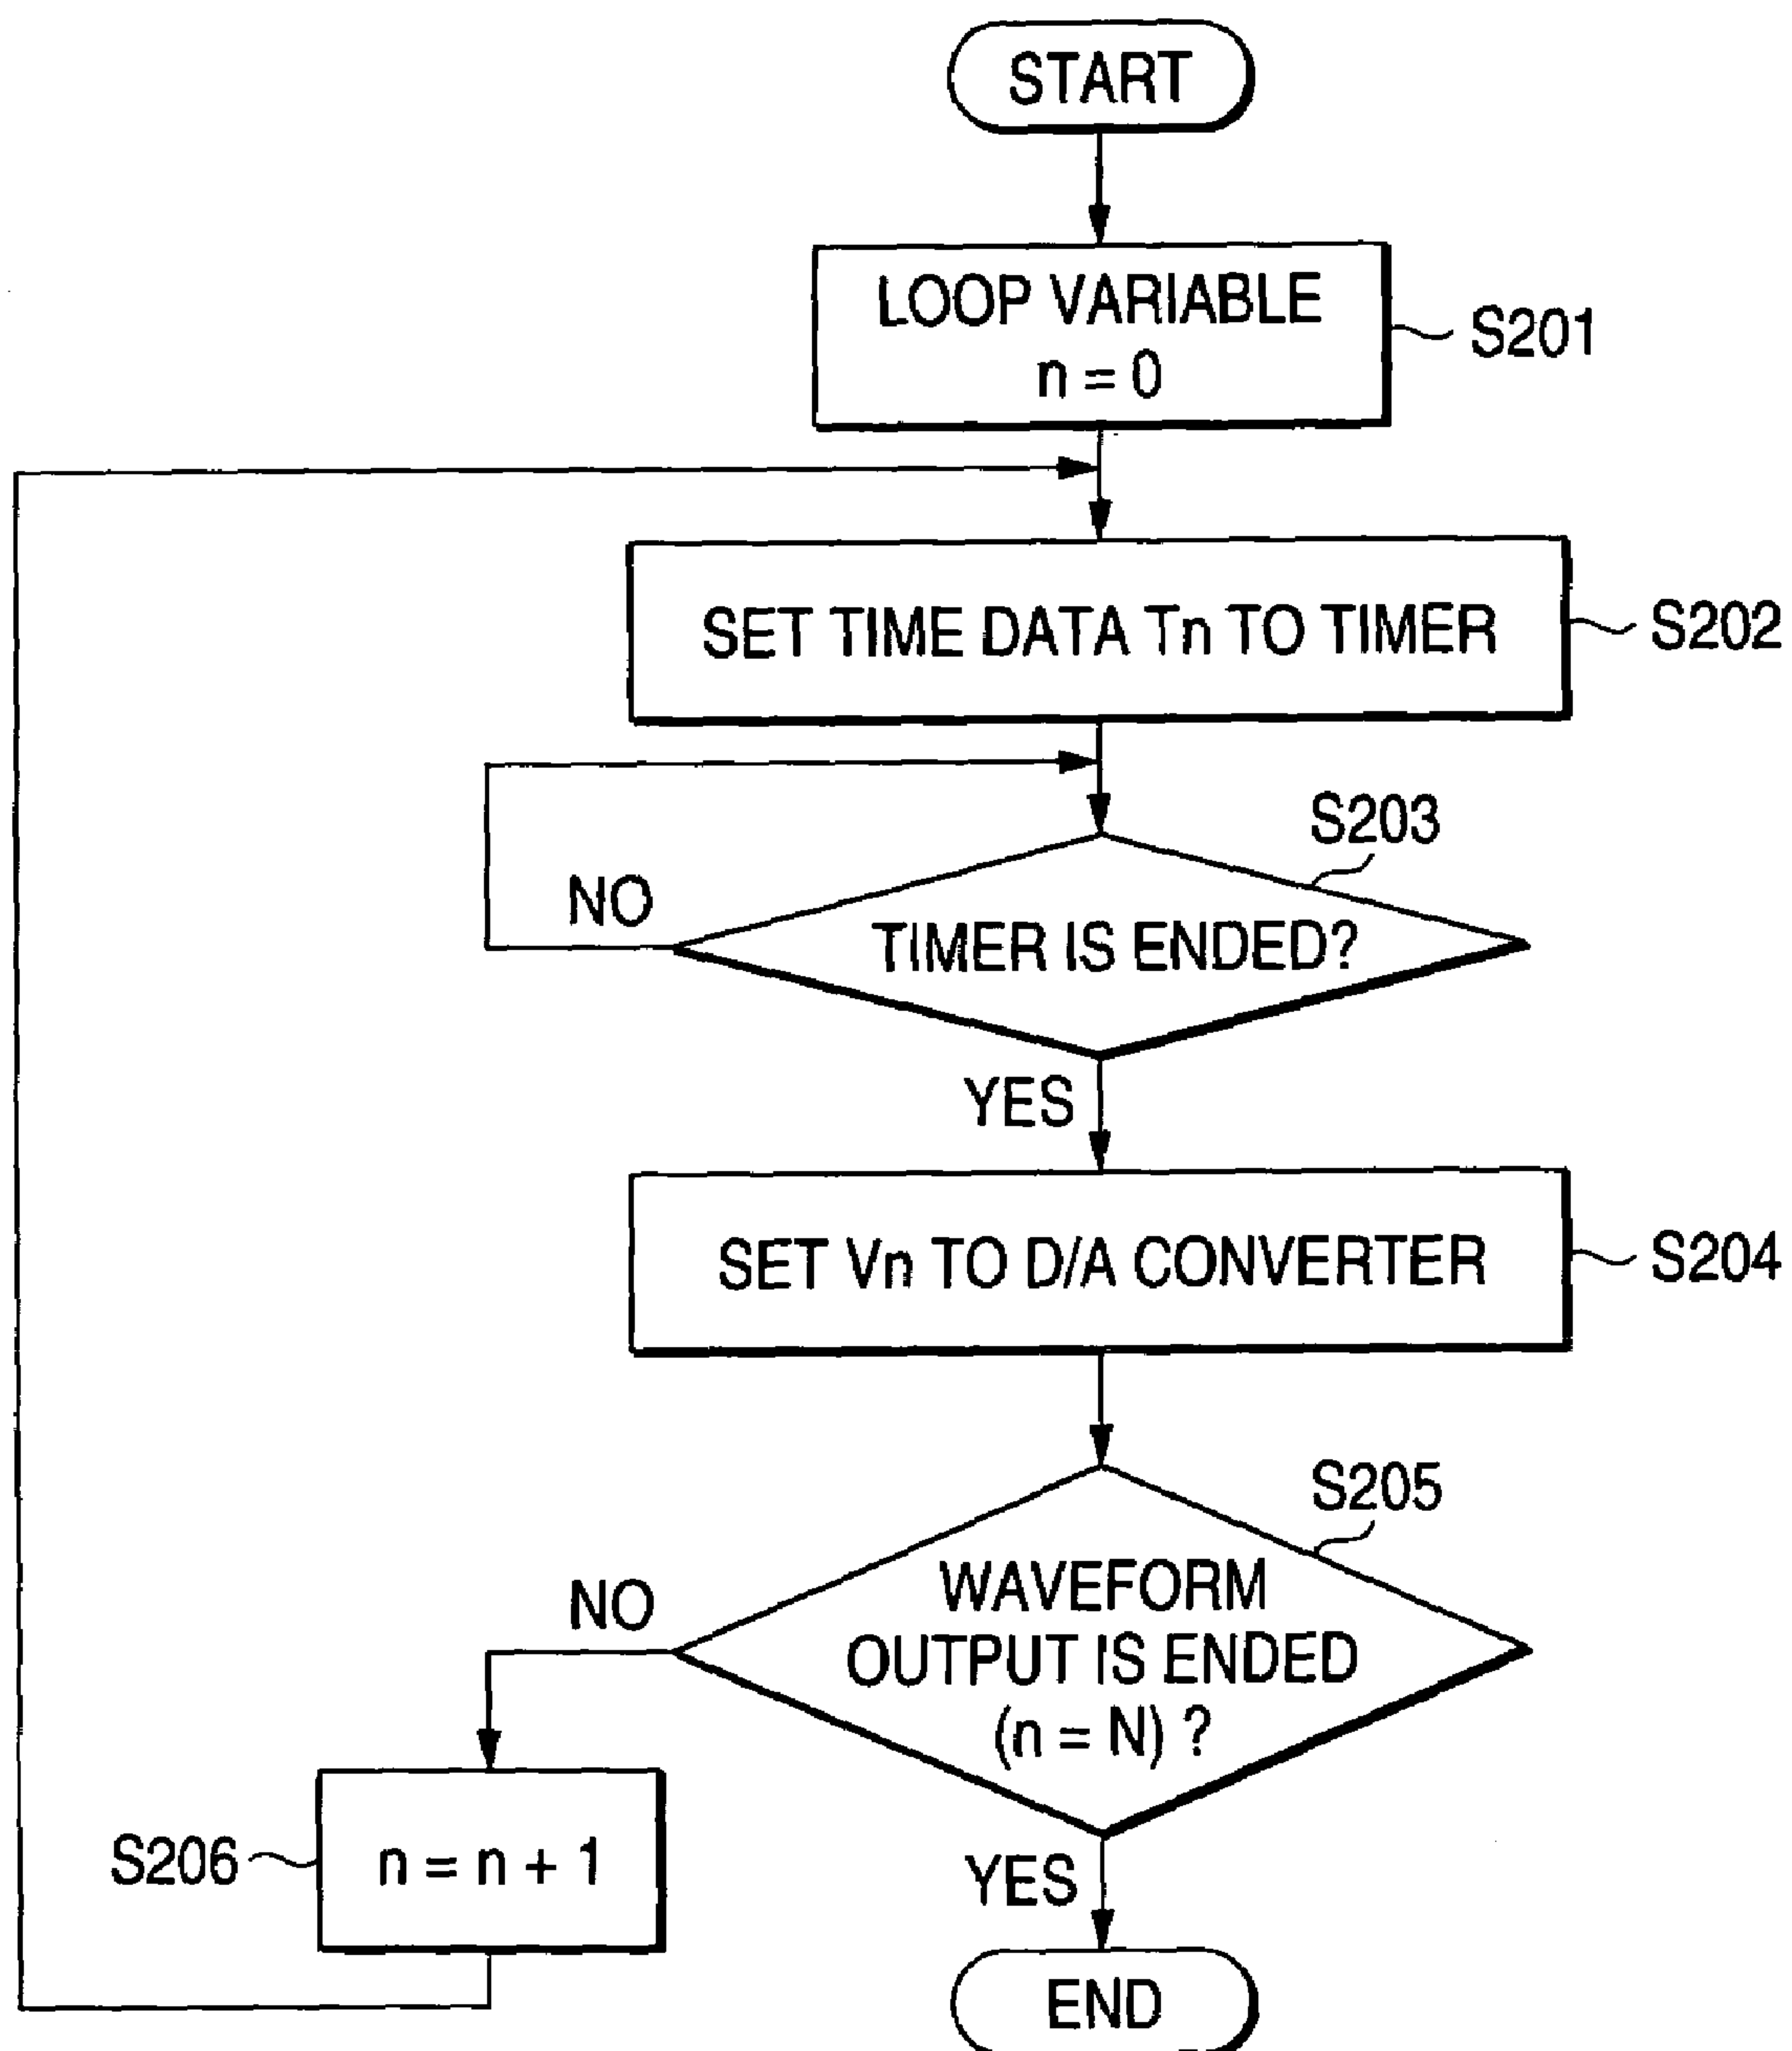 START
LOOP VARIABLE
n = 0
S201
SET TIME DATA Tn TO TIMER
S202
S203
NO
TIMER IS ENDED?
YES
SET Vn TO D/A CONVERTER
S204
S205
NO
WAVEFORM
OUTPUT IS ENDED
(n = N) ?
S206
n = n + 1
YES
END